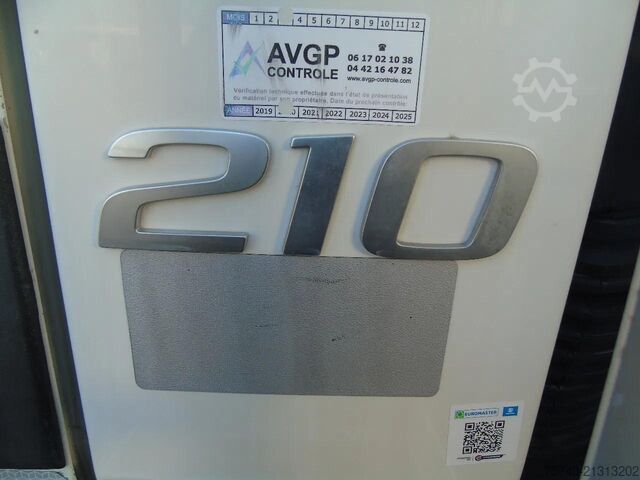 MOIS 1 2 4 5 6 7 8 9 10 11 12
AVGP
CONTROLE
☎
06 17 02 10 38
04 42 16 47 82
www.avgp-controle.com
Vérification technique effectuée dans l'état de présentation
du matériel par son propriétaire. Date du prochain contrôle:
ANNÉE 2019 2021 2022 2023 2024 2025
210
EUROMASTER
21313202